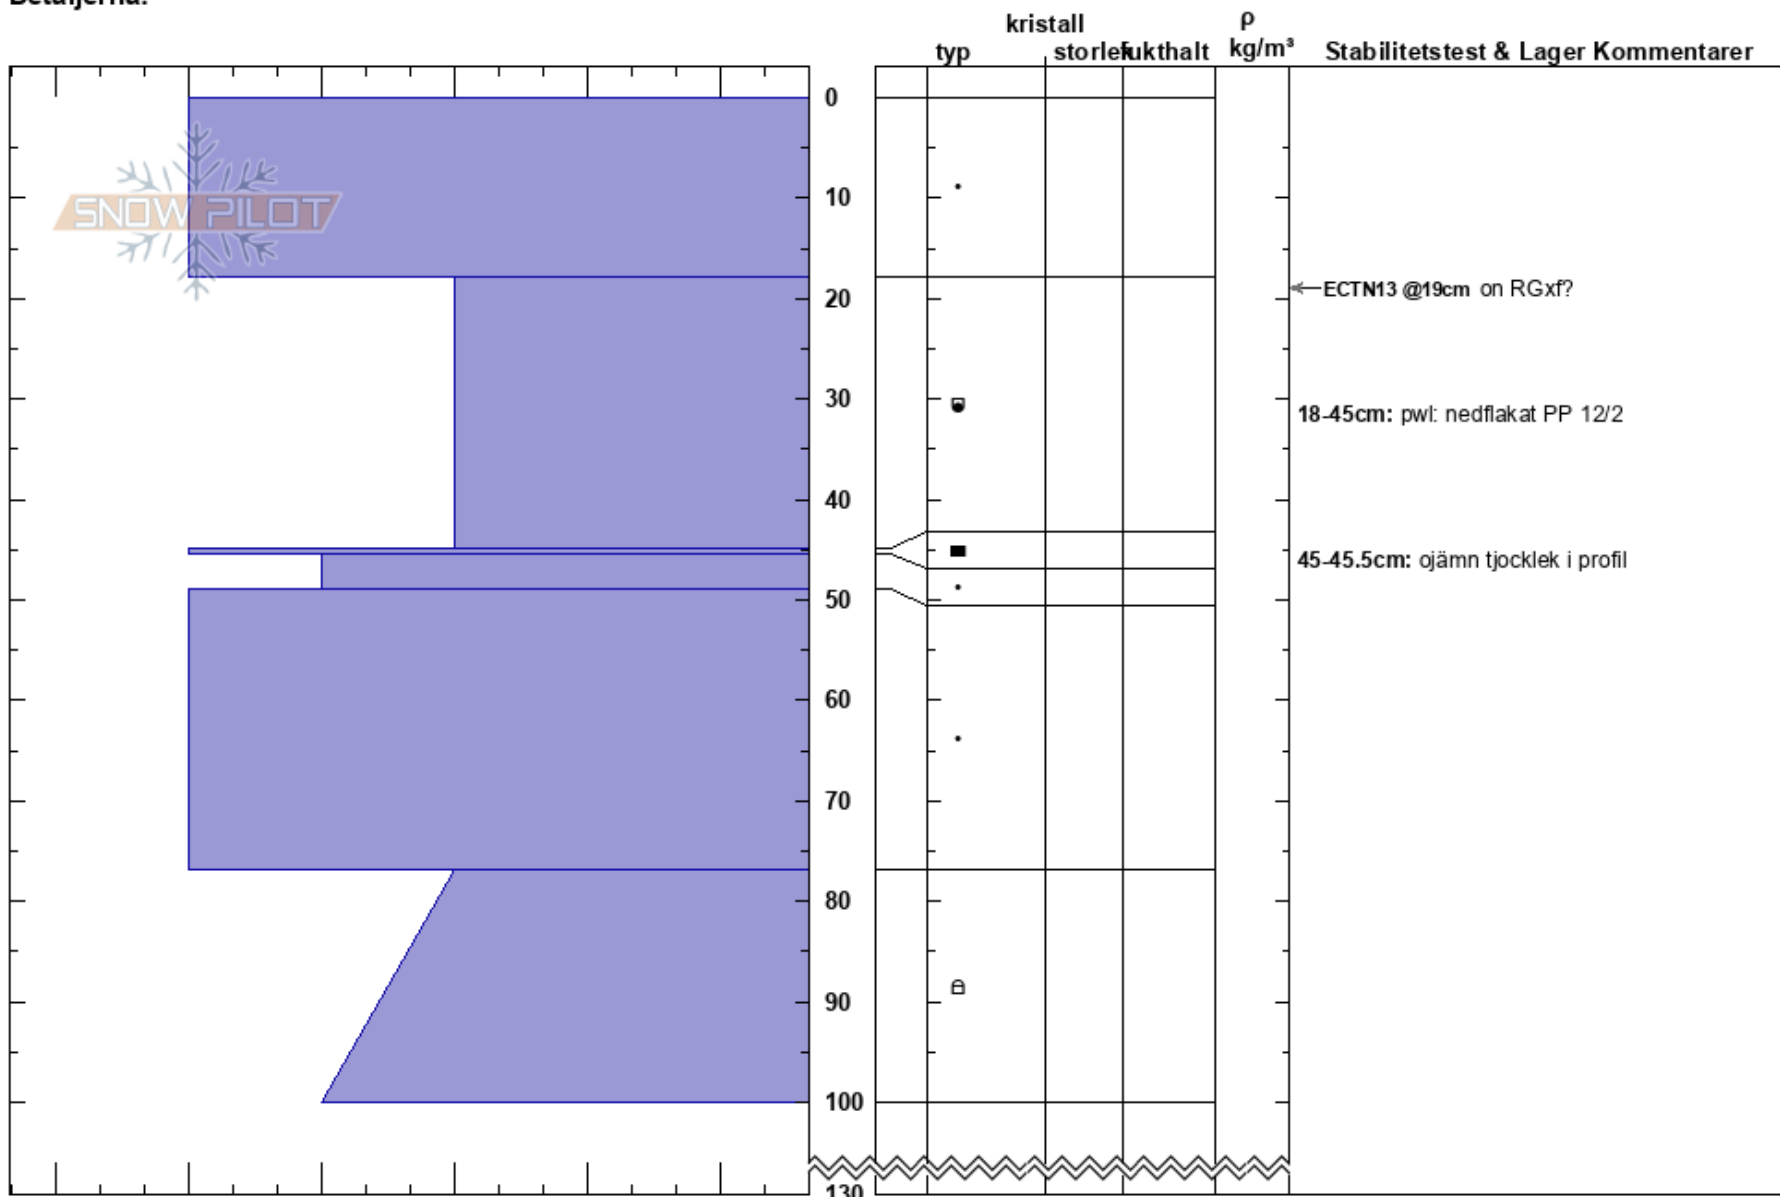 Detaljerna:
kristall
ρ
typ
storlek
fukthalt
kg/m³
Stabilitetstest & Lager Kommentarer
0
SNOW PILOT
10
20
ECTN13 @19cm on RGxf?
30
18-45cm: pwl: nedflakat PP 12/2
40
45-45.5cm: ojämn tjocklek i profil
50
60
70
80
90
100
130